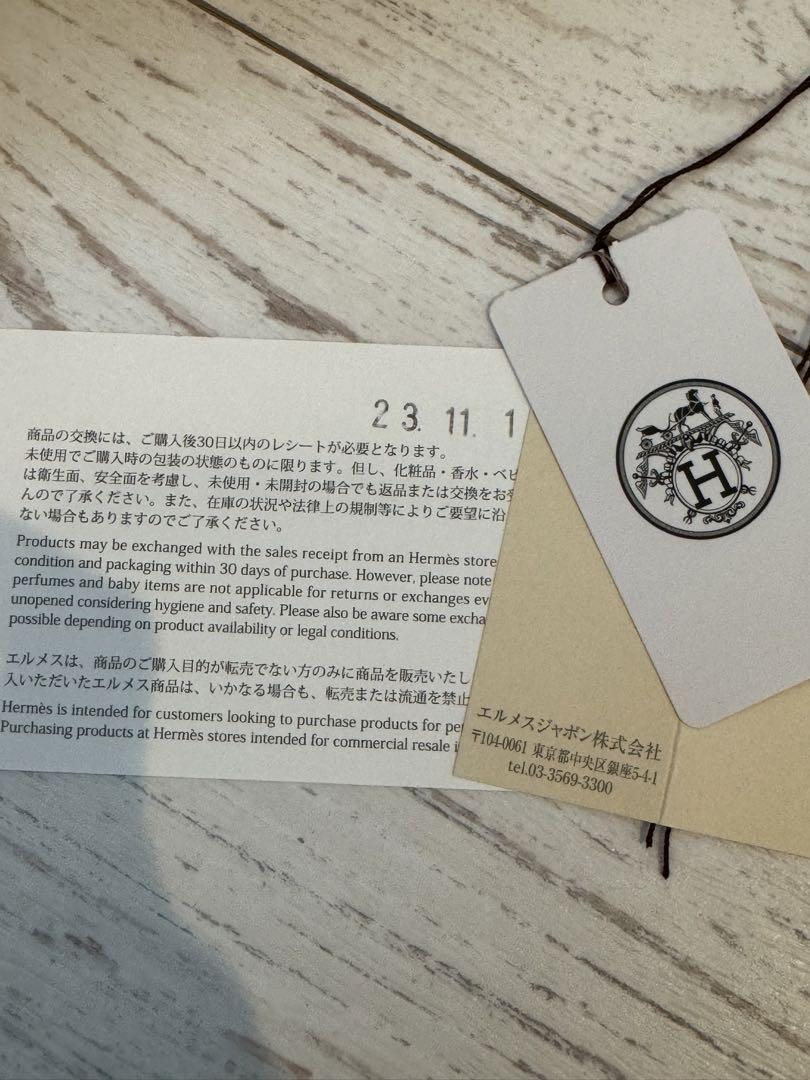 23. 11. 1
商品の交換には、ご購入後30日以内のレシートが必要となります。
未使用でご購入時の包装の状態のものに限ります。但し、化粧品・香水・ベビ
は衛生面、安全面を考慮し、未使用・未開封の場合でも返品または交換をお受
んので了承ください。また、在庫の状況や法律上の規制等によりご要望に沿
ない場合もありますのでご了承ください。
Products may be exchanged with the sales receipt from an Hermès store
condition and packaging within 30 days of purchase. However, please note
perfumes and baby items are not applicable for returns or exchanges ev
unopened considering hygiene and safety. Please also be aware some excha
possible depending on product availability or legal conditions.
エルメスは、商品のご購入目的が転売でない方のみに商品を販売いたし
入いただいたエルメス商品は、いかなる場合も、転売または流通を禁止
Hermès is intended for customers looking to purchase products for pe
Purchasing products at Hermès stores intended for commercial resale i
H
エルメスジャポン株式会社
〒104-0061 東京都中央区銀座5-4-1
tel.03-3569-3300